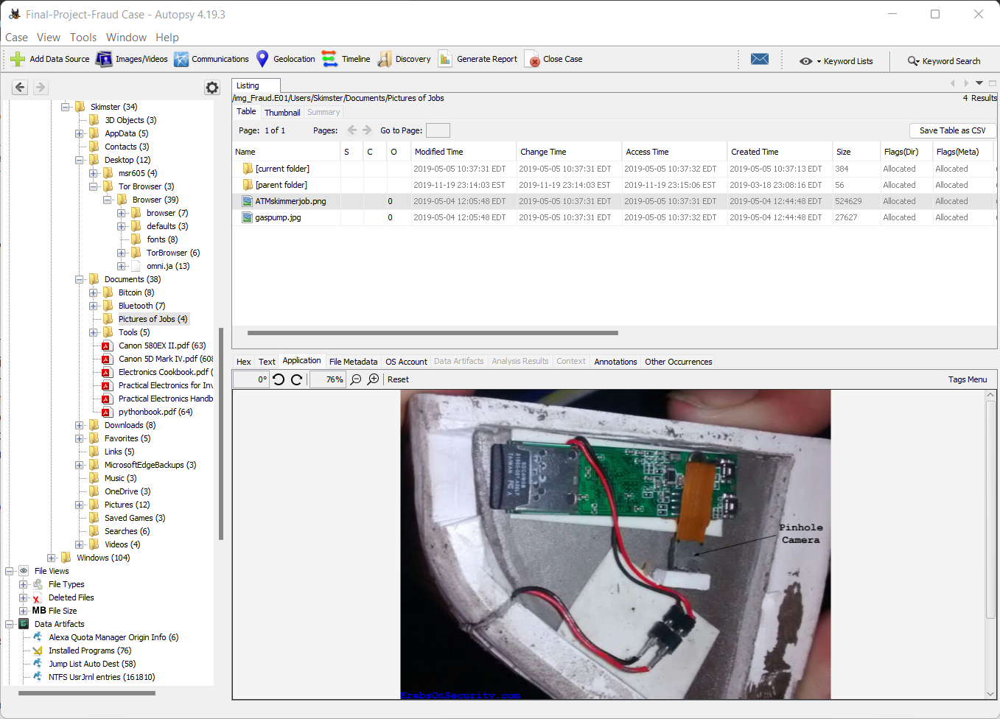 Final-Project-Fraud Case - Autopsy 4.19.3
Case View Tools Window Help
Add Data Source Images/Videos Communications Geolocation Timeline Discovery Generate Report Close Case Keyword Lists Keyword Search
Skimster (34)
3D Objects (3)
AppData (5)
Contacts (3)
Desktop (12)
msr605 (4)
Tor Browser (3)
Browser (39)
browser (7)
defaults (3)
fonts (8)
TorBrowser (6)
omni.ja (13)
Documents (38)
Bitcoin (8)
Bluetooth (7)
Pictures of Jobs (4)
Tools (5)
Canon 580EX II.pdf (63)
Canon 5D Mark IV.pdf (608
Electronics Cookbook.pdf (
Practical Electronics for Inv
Practical Electronics Handb
pythonbook.pdf (64)
Downloads (8)
Favorites (5)
Links (5)
MicrosoftEdgeBackups (3)
Music (3)
OneDrive (3)
Pictures (12)
Saved Games (3)
Searches (6)
Videos (4)
Windows (104)
File Views
File Types
Deleted Files
MB File Size
Data Artifacts
Alexa Quota Manager Origin Info (6)
Installed Programs (76)
Jump List Auto Dest (58)
NTFS UsrJrnl entries (161810)
Listing
/img_Fraud.E01/Users/Skimster/Documents/Pictures of Jobs
4 Results
Table Thumbnail Summary
Page: 1 of 1 Pages: Go to Page: Save Table as CSV
Name S C O Modified Time Change Time Access Time Created Time Size Flags(Dir) Flags(Meta)
[current folder] 2019-05-05 10:37:31 EDT 2019-05-05 10:37:31 EDT 2019-05-05 10:37:32 EDT 2019-05-05 10:37:13 EDT 384 Allocated Allocated
[parent folder] 2019-11-19 23:14:03 EST 2019-11-19 23:14:03 EST 2019-11-19 23:15:06 EST 2019-03-18 23:08:16 EDT 56 Allocated Allocated
ATMskimmerjob.png 0 2019-05-04 12:05:48 EDT 2019-05-05 10:37:31 EDT 2019-05-05 10:37:31 EDT 2019-05-04 12:44:48 EDT 524629 Allocated Allocated
gaspump.jpg 0 2019-05-04 12:05:48 EDT 2019-05-05 10:37:31 EDT 2019-05-05 10:37:32 EDT 2019-05-04 12:44:48 EDT 27627 Allocated Allocated
Hex Text Application File Metadata OS Account Data Artifacts Analysis Results Context Annotations Other Occurrences
0° 76% Reset Tags Menu
TAIWAN
Pinhole
Camera
KrebsOnSecurity.com